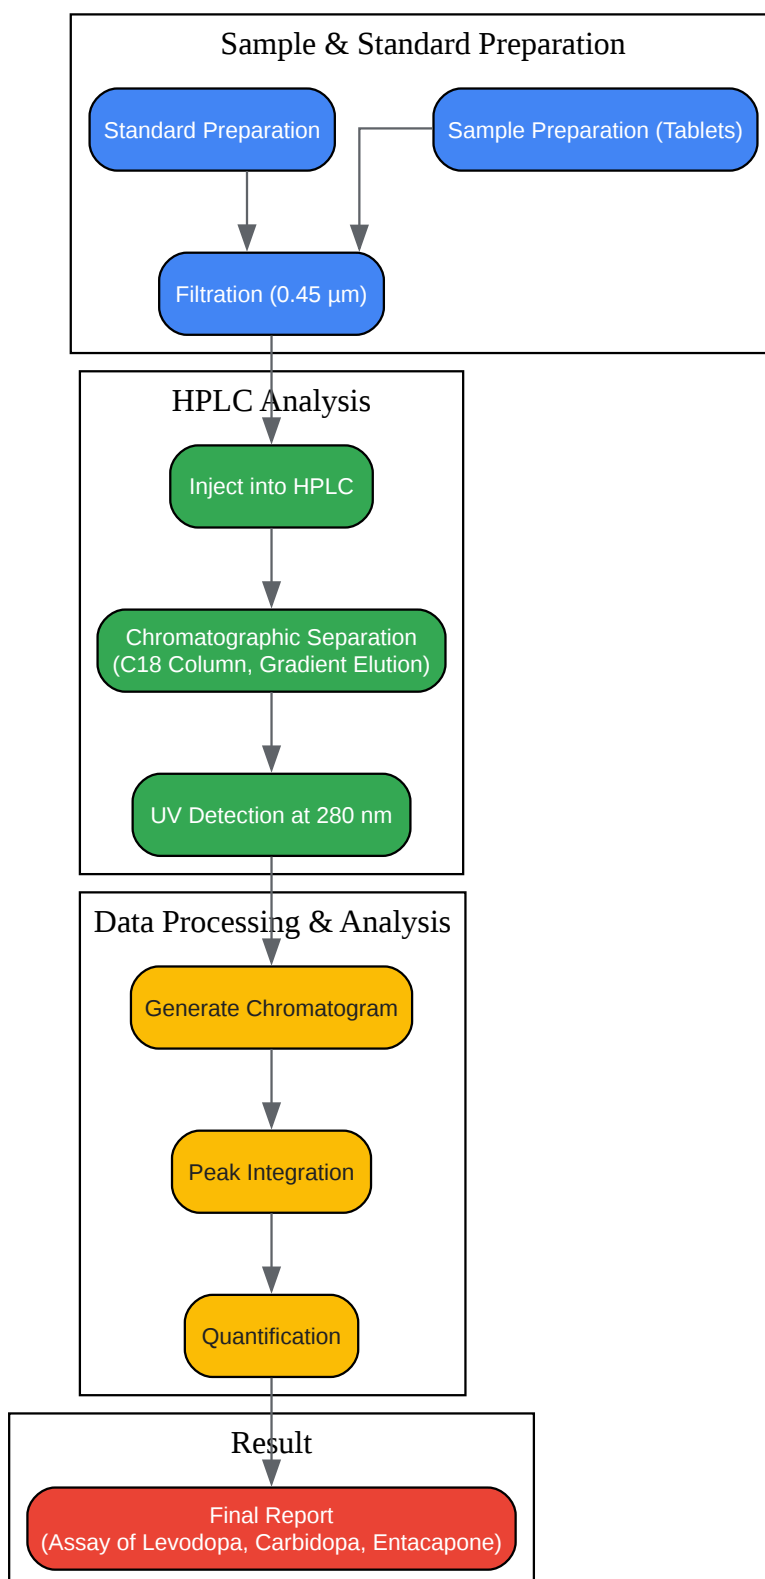 Sample & Standard Preparation
Standard Preparation
Sample Preparation (Tablets)
Filtration (0.45 µm)
HPLC Analysis
Inject into HPLC
Chromatographic Separation
(C18 Column, Gradient Elution)
UV Detection at 280 nm
Data Processing & Analysis
Generate Chromatogram
Peak Integration
Quantification
Result
Final Report
(Assay of Levodopa, Carbidopa, Entacapone)